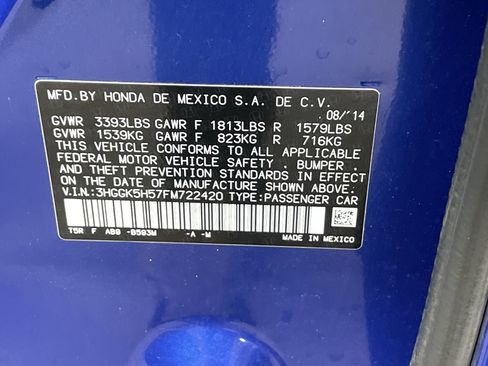 MFD.BY HONDA DE MEXICO S.A. DE C.V.
08/'14
GVWR 3393LBS GAWR F 1813LBS R 1579LBS
GVWR 1539KG GAWR F 823KG R 716KG
THIS VEHICLE CONFORMS TO ALL APPLICABLE
FEDERAL MOTOR VEHICLE SAFETY , BUMPER ,
AND THEFT PREVENTION STANDARDS IN EFFECT
ON THE DATE OF MANUFACTURE SHOWN ABOVE .
V.I.N.:3HGGK5H57FM722420 TYPE:PASSENGER CAR
T5R F AB9 -B593M -A -M
MADE IN MEXICO